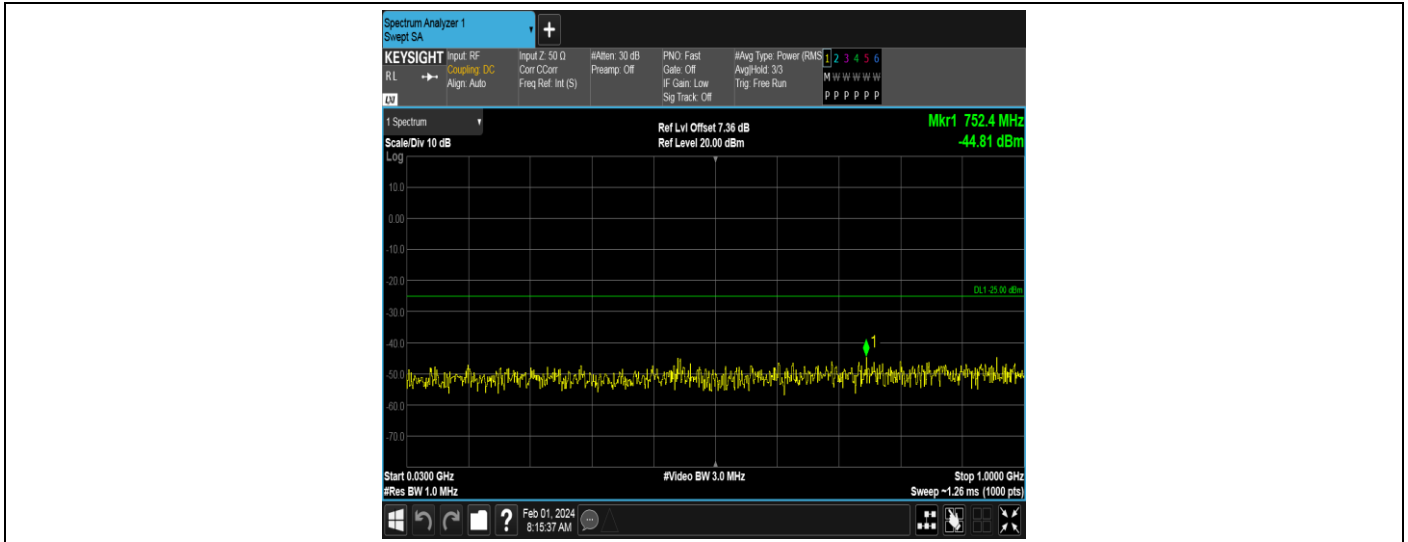 Spectrum Analyzer 1
Swept SA
+
KEYSIGHT Input: RF Input Z: 50 Ω #Atten: 30 dB PNO: Fast #Avg Type: Power (RMS 1 2 3 4 5 6
RL Coupling: DC Corr CCorr Preamp: Off Gate: Off Avg|Hold: 3/3 M W W W W W
Align: Auto Freq Ref: Int (S) IF Gain: Low Trig: Free Run P P P P P P
LXI Sig Track: Off
1 Spectrum Ref Lvl Offset 7.36 dB Mkr1 752.4 MHz
Scale/Div 10 dB Ref Level 20.00 dBm -44.81 dBm
Log
10.0
0.00
-10.0
-20.0
DL1 -25.00 dBm
-30.0
-40.0
1
-50.0
-60.0
-70.0
Start 0.0300 GHz #Video BW 3.0 MHz Stop 1.0000 GHz
#Res BW 1.0 MHz Sweep ~1.26 ms (1000 pts)
? Feb 01, 2024
8:15:37 AM